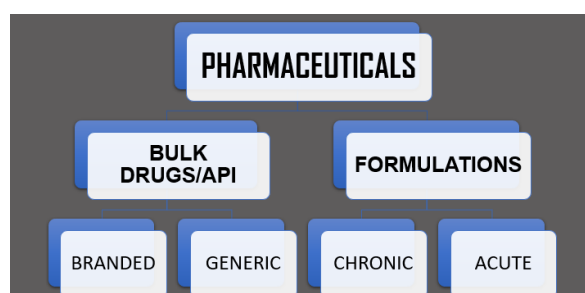 PHARMACEUTICALS
BULK
DRUGS/API
FORMULATIONS
BRANDED
GENERIC
CHRONIC
ACUTE